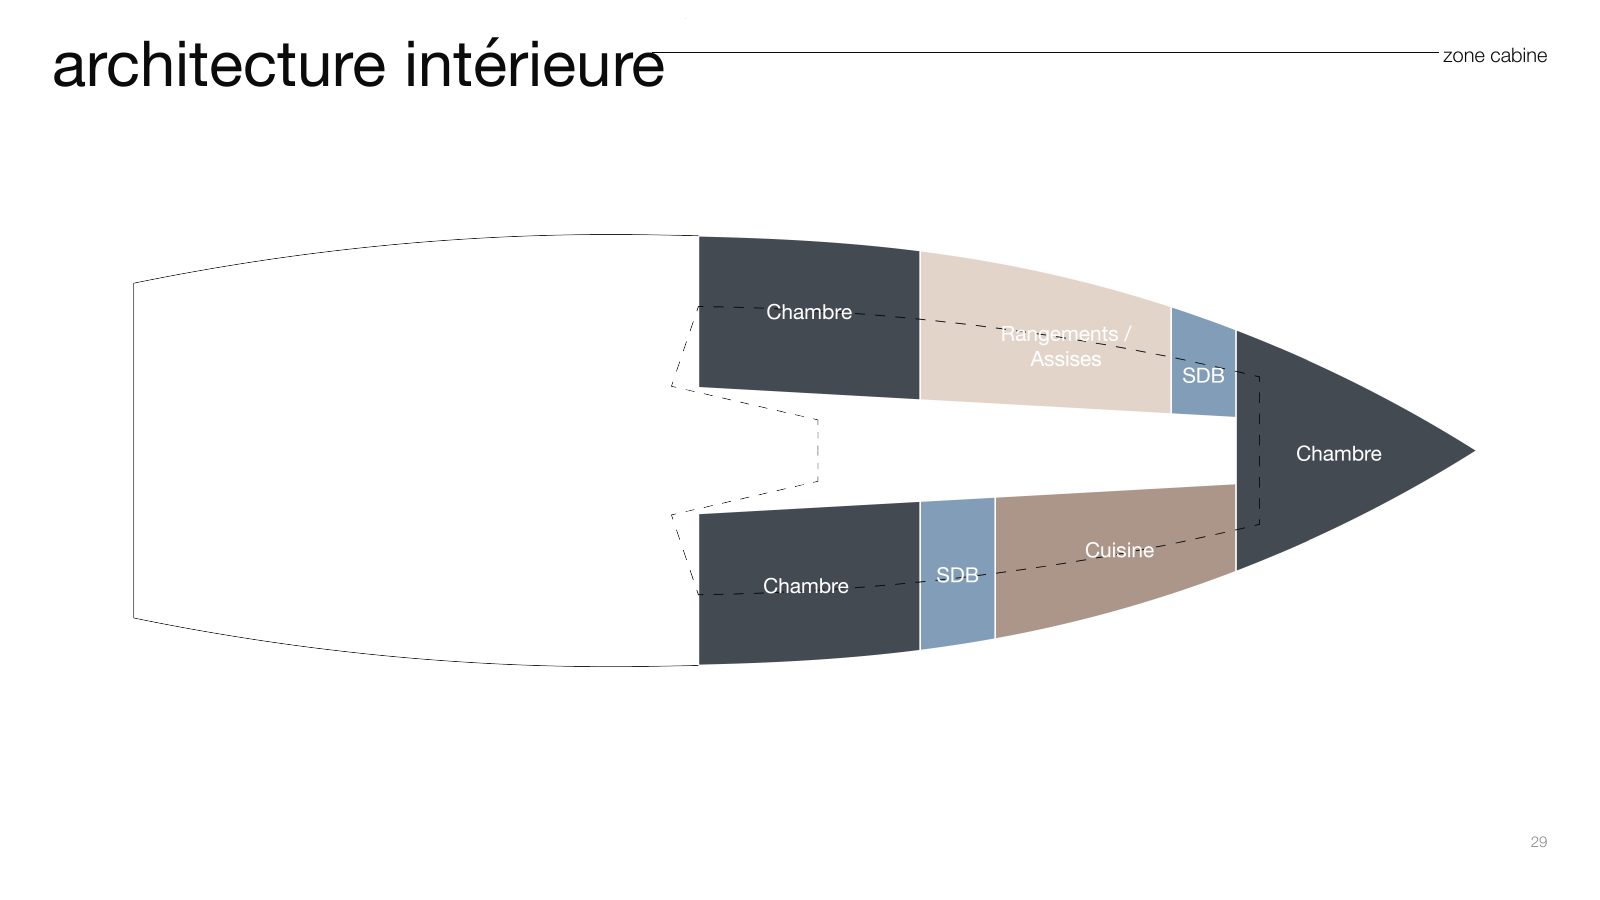 architecture intérieure
zone cabine
Chambre
Rangements /
Assises
SDB
Chambre
Chambre
SDB
Cuisine
29